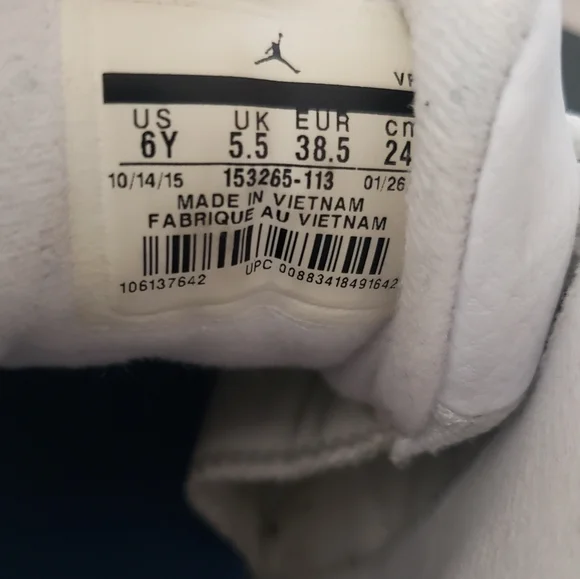 VF
US UK EUR cm
6Y 5.5 38.5 24
10/14/15 153265-113 01/26
MADE IN VIETNAM
FABRIQUE AU VIETNAM
106137642 UPC 00883418491642